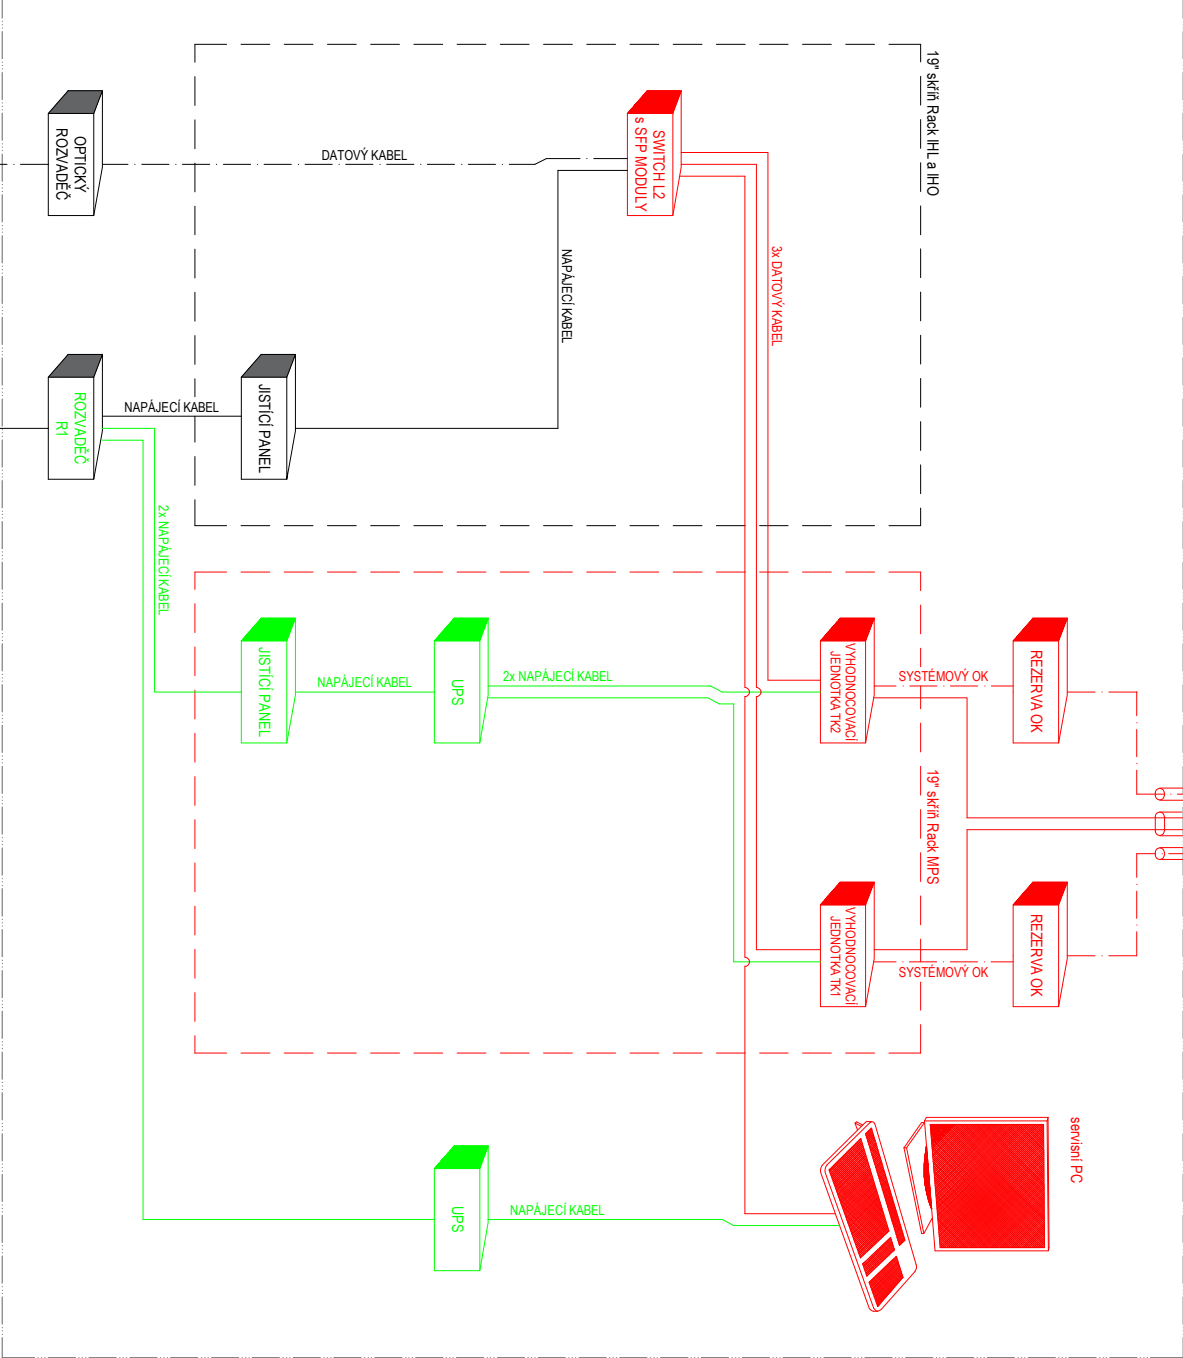 19" skříň Rack IHL a IHO
OPTICKÝ
ROZVADĚČ
DATOVÝ KABEL
SWITCH L2
s SFP MODULY
NAPÁJECÍ KABEL
3x DATOVÝ KABEL
ROZVADĚČ
R1
NAPÁJECÍ KABEL
JISTÍCÍ PANEL
2x NAPÁJECÍ KABEL
JISTÍCÍ PANEL
NAPÁJECÍ KABEL
UPS
2x NAPÁJECÍ KABEL
VYHODNOCOVACÍ
JEDNOTKA TK2
SYSTÉMOVÝ OK
REZERVA OK
19" skříň Rack MPS
VYHODNOCOVACÍ
JEDNOTKA TK1
SYSTÉMOVÝ OK
REZERVA OK
servisní PC
UPS
NAPÁJECÍ KABEL